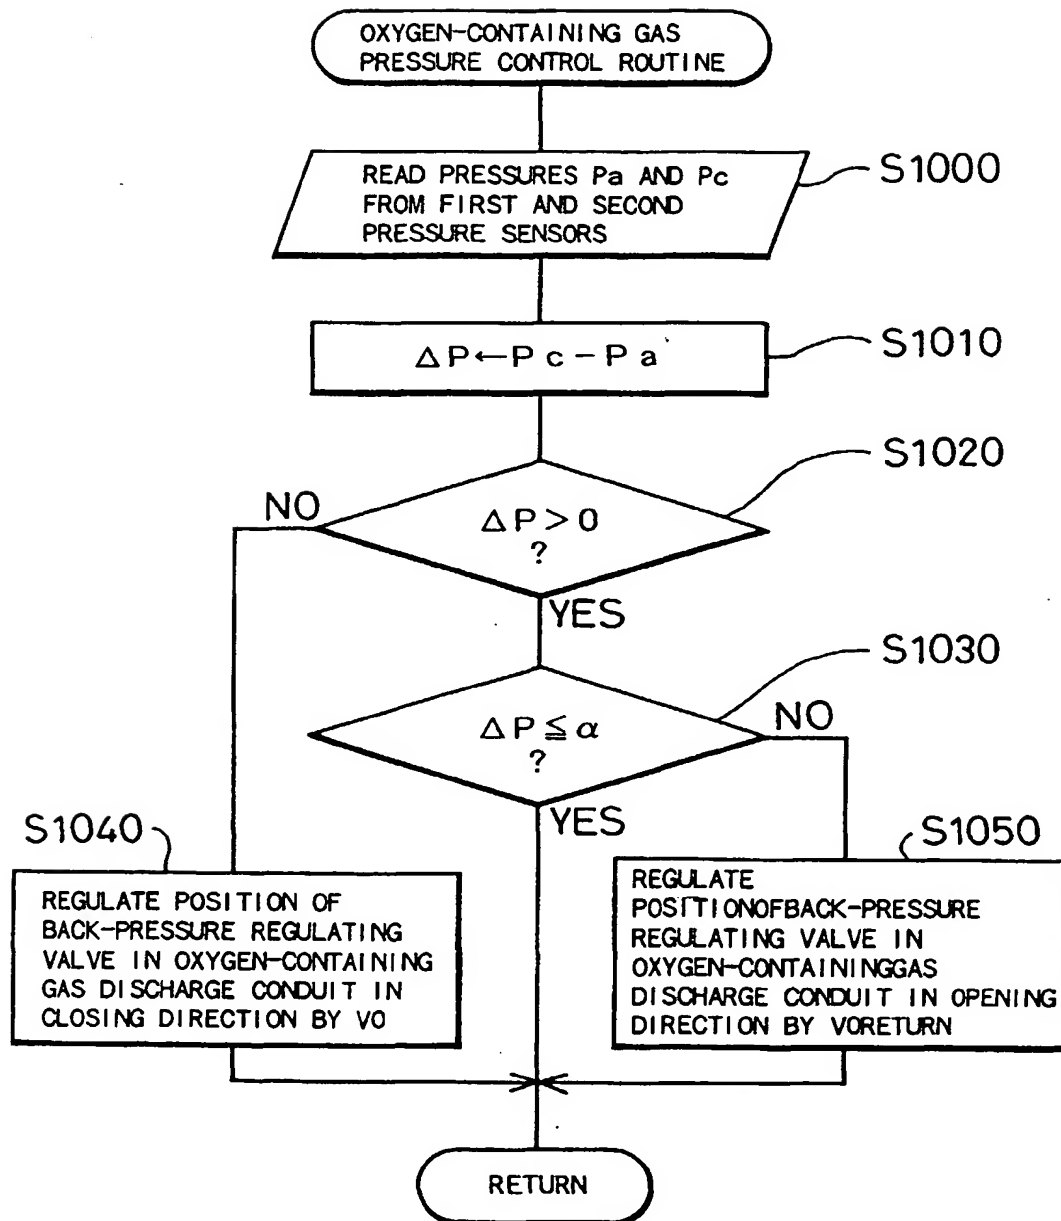 OXYGEN-CONTAINING GAS
PRESSURE CONTROL ROUTINE
READ PRESSURES Pa AND Pc
FROM FIRST AND SECOND
PRESSURE SENSORS
S1000
ΔP←Pc-Pa
S1010
S1020
NO
ΔP>0
?
YES
S1030
ΔP≦α
?
NO
YES
S1040
REGULATE POSITION OF
BACK-PRESSURE REGULATING
VALVE IN OXYGEN-CONTAINING
GAS DISCHARGE CONDUIT IN
CLOSING DIRECTION BY VO
S1050
REGULATE
POSITIONOFBACK-PRESSURE
REGULATING VALVE IN
OXYGEN-CONTAININGGAS
DISCHARGE CONDUIT IN OPENING
DIRECTION BY VORETURN
RETURN